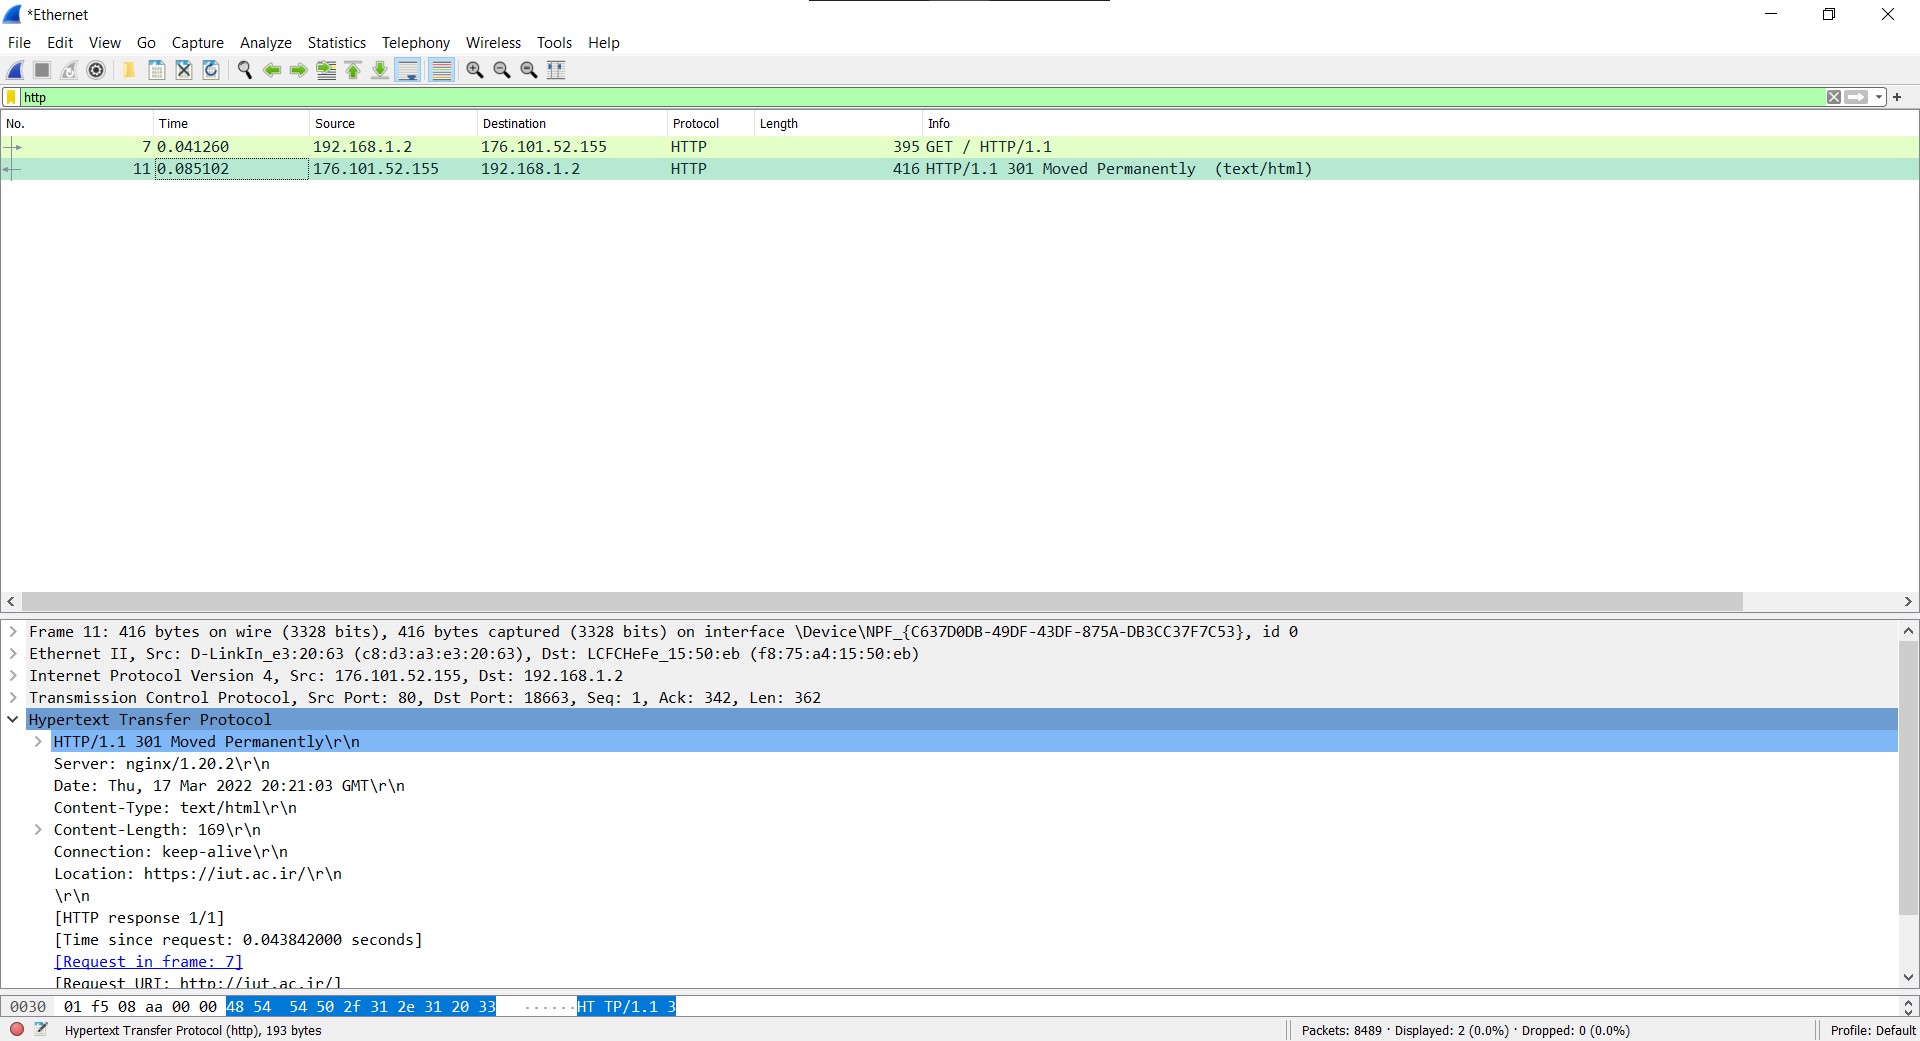 *Ethernet
File Edit View Go Capture Analyze Statistics Telephony Wireless Tools Help
http
No. Time Source Destination Protocol Length Info
7 0.041260 192.168.1.2 176.101.52.155 HTTP 395 GET / HTTP/1.1
11 0.085102 176.101.52.155 192.168.1.2 HTTP 416 HTTP/1.1 301 Moved Permanently (text/html)
Frame 11: 416 bytes on wire (3328 bits), 416 bytes captured (3328 bits) on interface \Device\NPF_{C637D0DB-49DF-43DF-875A-DB3CC37F7C53}, id 0
Ethernet II, Src: D-LinkIn_e3:20:63 (c8:d3:a3:e3:20:63), Dst: LCFCHeFe_15:50:eb (f8:75:a4:15:50:eb)
Internet Protocol Version 4, Src: 176.101.52.155, Dst: 192.168.1.2
Transmission Control Protocol, Src Port: 80, Dst Port: 18663, Seq: 1, Ack: 342, Len: 362
Hypertext Transfer Protocol
HTTP/1.1 301 Moved Permanently\r\n
Server: nginx/1.20.2\r\n
Date: Thu, 17 Mar 2022 20:21:03 GMT\r\n
Content-Type: text/html\r\n
Content-Length: 169\r\n
Connection: keep-alive\r\n
Location: https://iut.ac.ir/\r\n
\r\n
[HTTP response 1/1]
[Time since request: 0.043842000 seconds]
[Request in frame: 7]
[Request URI: http://iut.ac.ir/]
0030 01 f5 08 aa 00 00 48 54 54 50 2f 31 2e 31 20 33 ······HT TP/1.1 3
Hypertext Transfer Protocol (http), 193 bytes Packets: 8489 · Displayed: 2 (0.0%) · Dropped: 0 (0.0%) Profile: Default